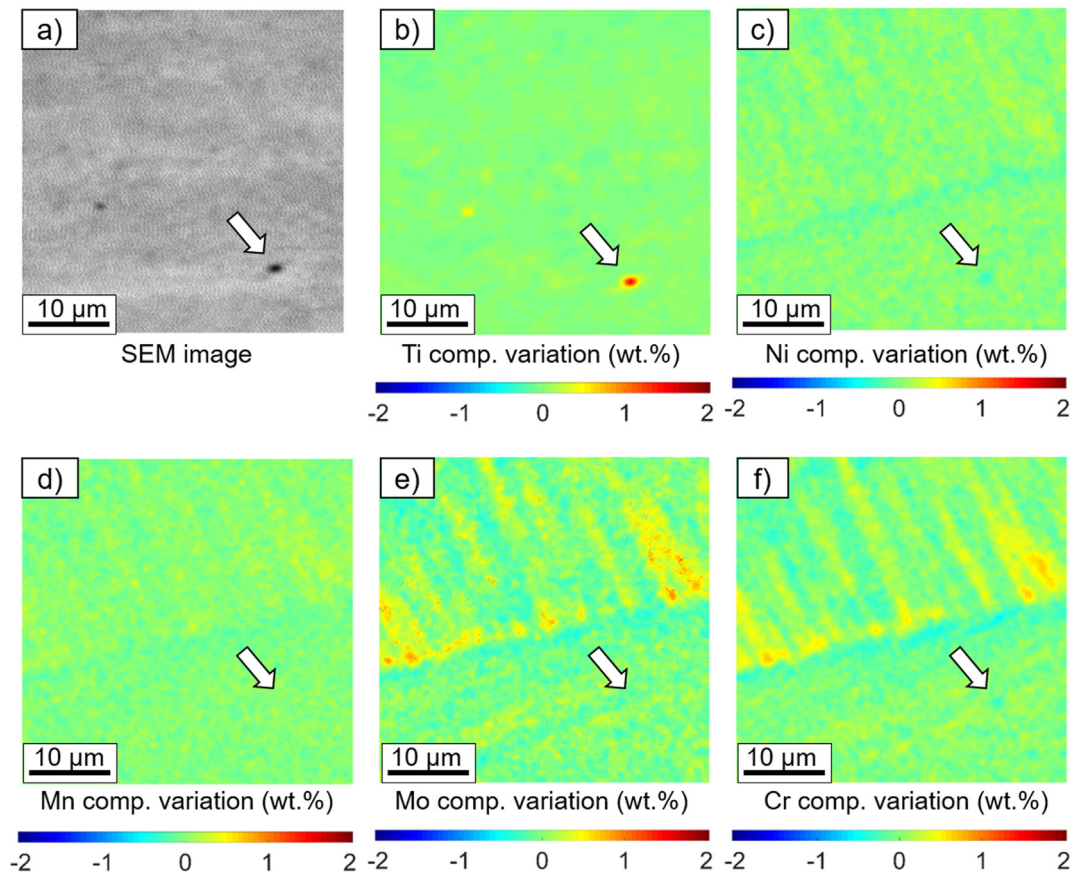 a)
b)
c)
10 µm
10 µm
10 µm
SEM image
Ti comp. variation (wt.%)
Ni comp. variation (wt.%)
-2 -1 0 1 2
-2 -1 0 1 2
d)
e)
f)
10 µm
10 µm
10 µm
Mn comp. variation (wt.%)
Mo comp. variation (wt.%)
Cr comp. variation (wt.%)
-2 -1 0 1 2
-2 -1 0 1 2
-2 -1 0 1 2